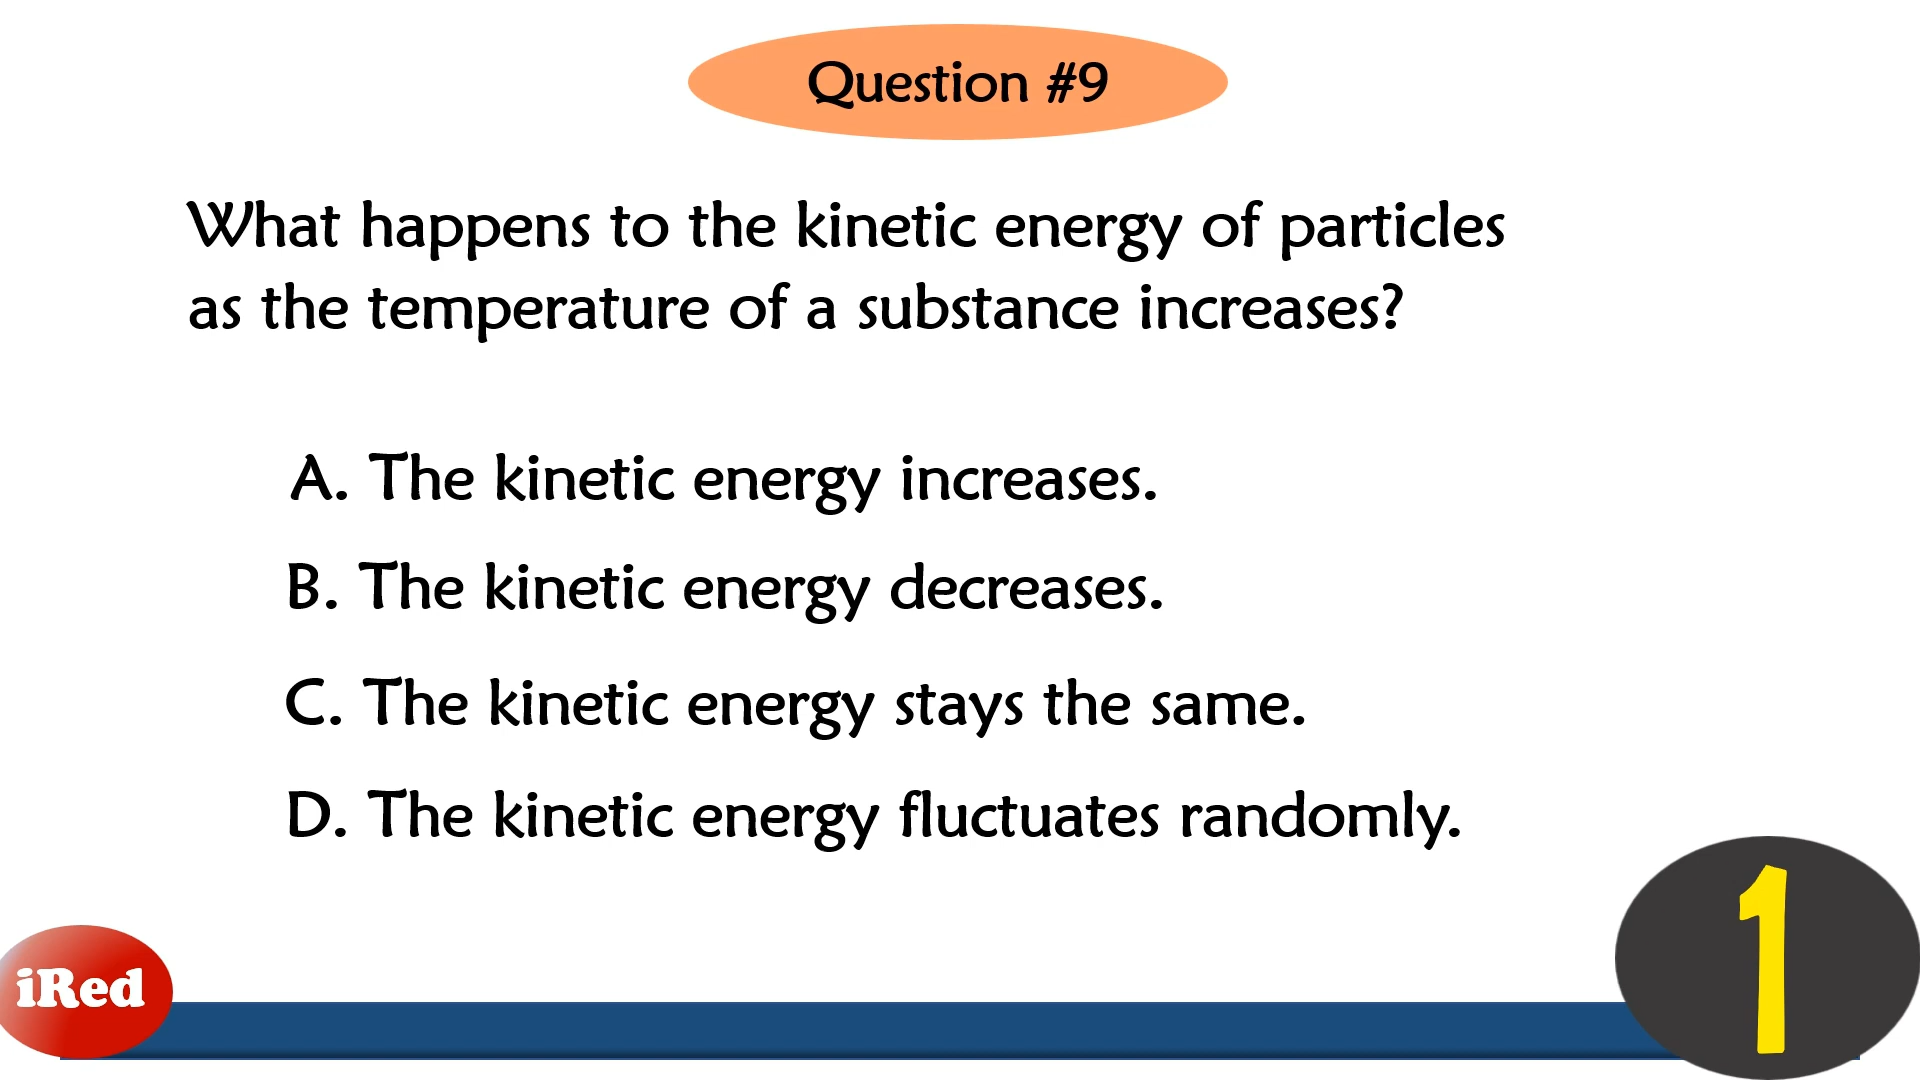 Question #9
What happens to the kinetic energy of particles
as the temperature of a substance increases?
A. The kinetic energy increases.
B. The kinetic energy decreases.
C. The kinetic energy stays the same.
D. The kinetic energy fluctuates randomly.
iRed
1